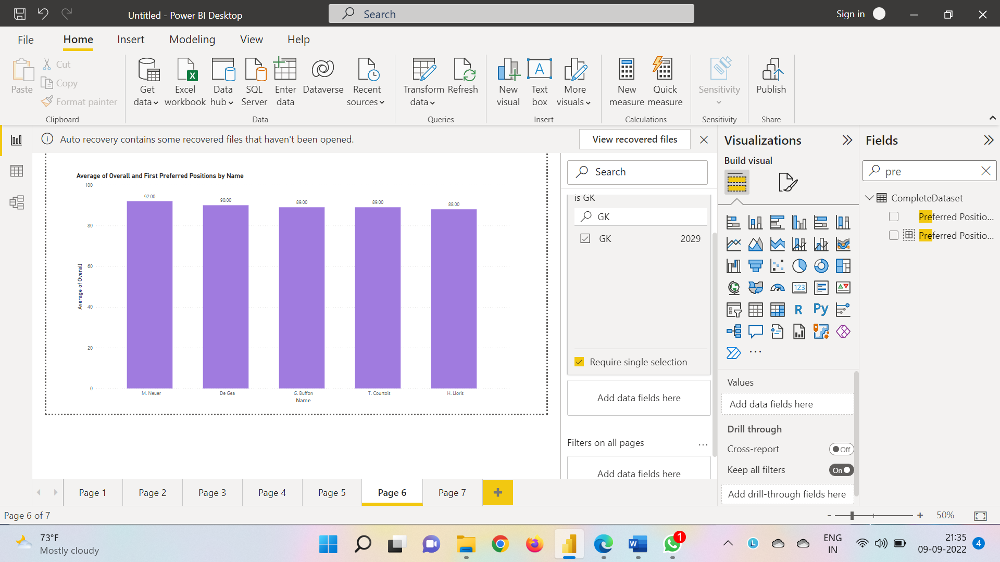 Untitled - Power BI Desktop
Search
Sign in
File
Home
Insert
Modeling
View
Help
Paste
Cut
Copy
Format painter
Clipboard
Get data
Excel workbook
Data hub
SQL Server
Enter data
Dataverse
Recent sources
Data
Transform data
Refresh
Queries
New visual
Text box
More visuals
Insert
New measure
Quick measure
Calculations
Sensitivity
Sensitivity
Publish
Share
Auto recovery contains some recovered files that haven't been opened.
View recovered files
Average of Overall and First Preferred Positions by Name
100
80
60
40
20
0
Average of Overall
92.00
90.00
89.00
89.00
88.00
M. Neuer
De Gea
G. Buffon
T. Courtois
H. Lloris
Name
Search
is GK
GK
GK 2029
Require single selection
Add data fields here
Filters on all pages
...
Add data fields here
Visualizations
Build visual
123
R
Py
...
Values
Add data fields here
Drill through
Cross-report
Off
Keep all filters
On
Add drill-through fields here
Fields
pre
CompleteDataset
Preferred Positio...
Preferred Positio...
Page 1
Page 2
Page 3
Page 4
Page 5
Page 6
Page 7
+
Page 6 of 7
- +
50%
73°F
Mostly cloudy
W
1
L
ENG
IN
21:35
09-09-2022
4